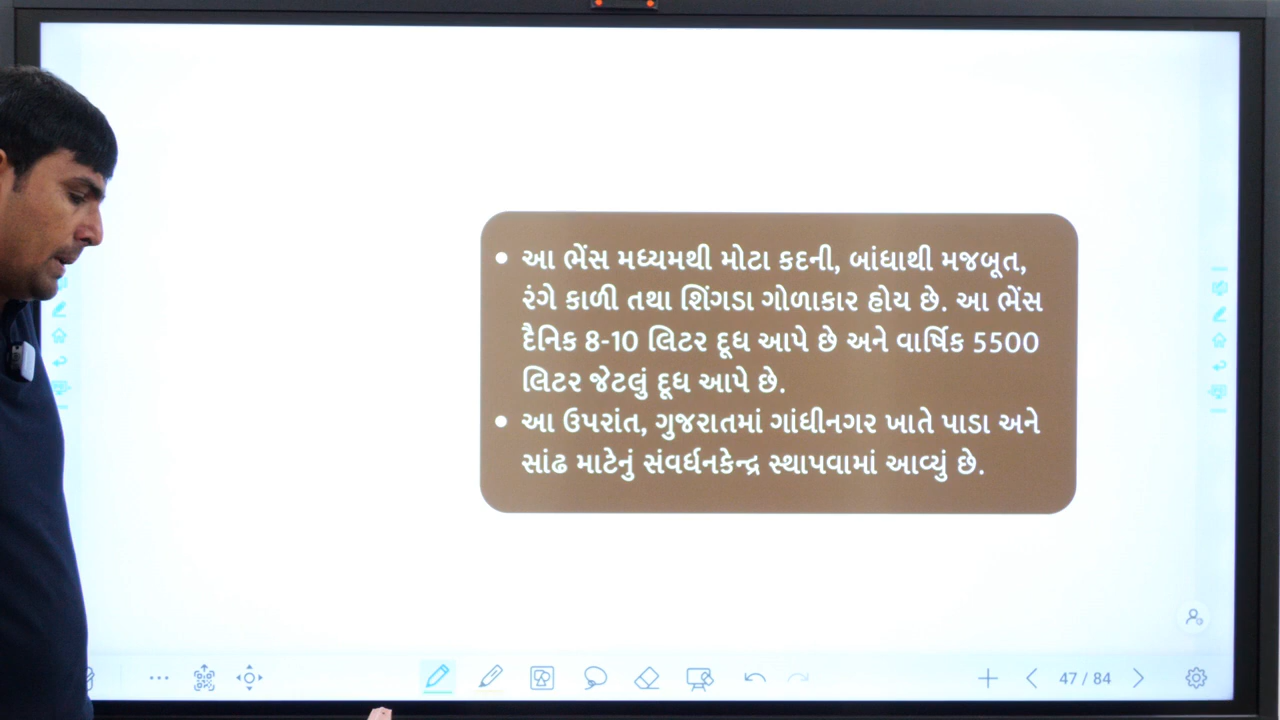 • આ ભેંસ મધ્યમથી મોટા કદની, બાંધાથી મજબૂત,
રંગે કાળી તથા શિંગડા ગોળાકાર હોય છે. આ ભેંસ
દૈનિક 8-10 લિટર દૂધ આપે છે અને વાર્ષિક 5500
લિટર જેટલું દૂધ આપે છે.
• આ ઉપરાંત, ગુજરાતમાં ગાંધીનગર ખાતે પાડા અને
સાંઢ માટેનું સંવર્ધનકેન્દ્ર સ્થાપવામાં આવ્યું છે.
47 / 84